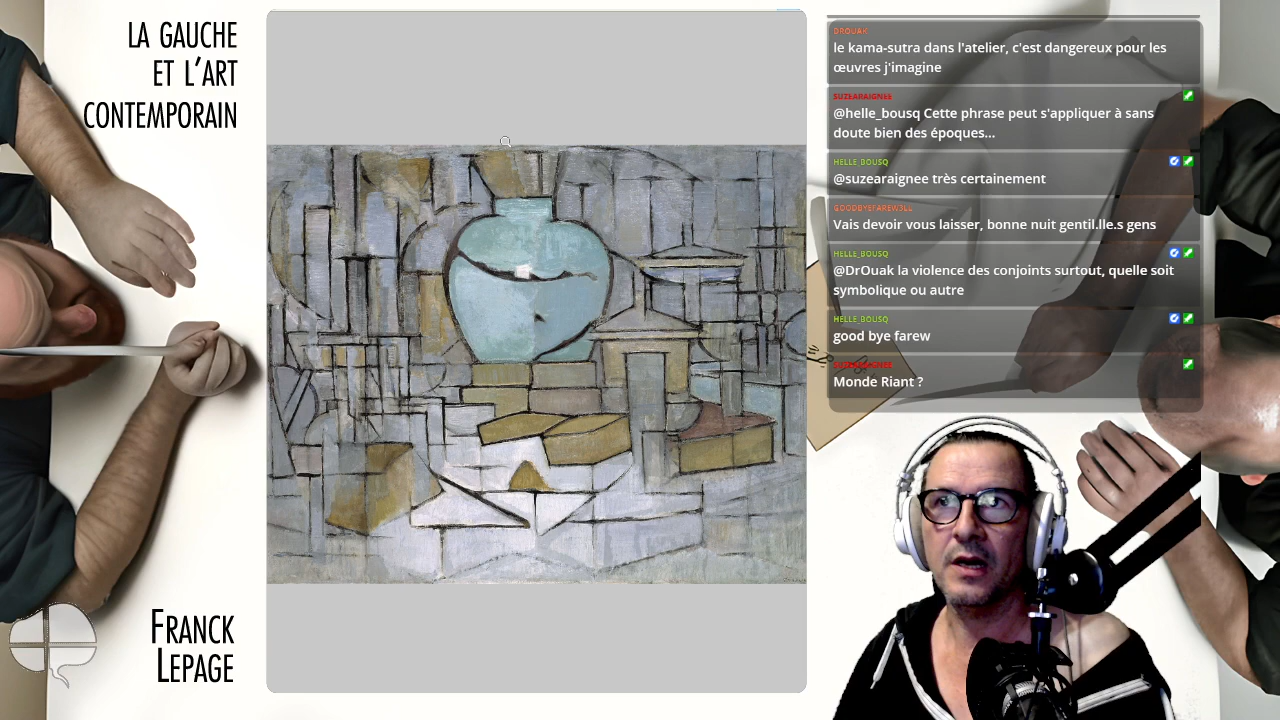 LA GAUCHE
ET L'ART
CONTEMPORAIN
FRANCK
LEPAGE
DROUAK
le kama-sutra dans l'atelier, c'est dangereux pour les
œuvres j'imagine
SUZEARAIGNEE
@helle_bousq Cette phrase peut s'appliquer à sans
doute bien des époques...
HELLE_BOUSQ
@suzearaignee très certainement
GOODBYEFAREW3LL
Vais devoir vous laisser, bonne nuit gentil.lle.s gens
HELLE_BOUSQ
@DrOuak la violence des conjoints surtout, quelle soit
symbolique ou autre
HELLE_BOUSQ
good bye farew
SUZEARAIGNEE
Monde Riant ?